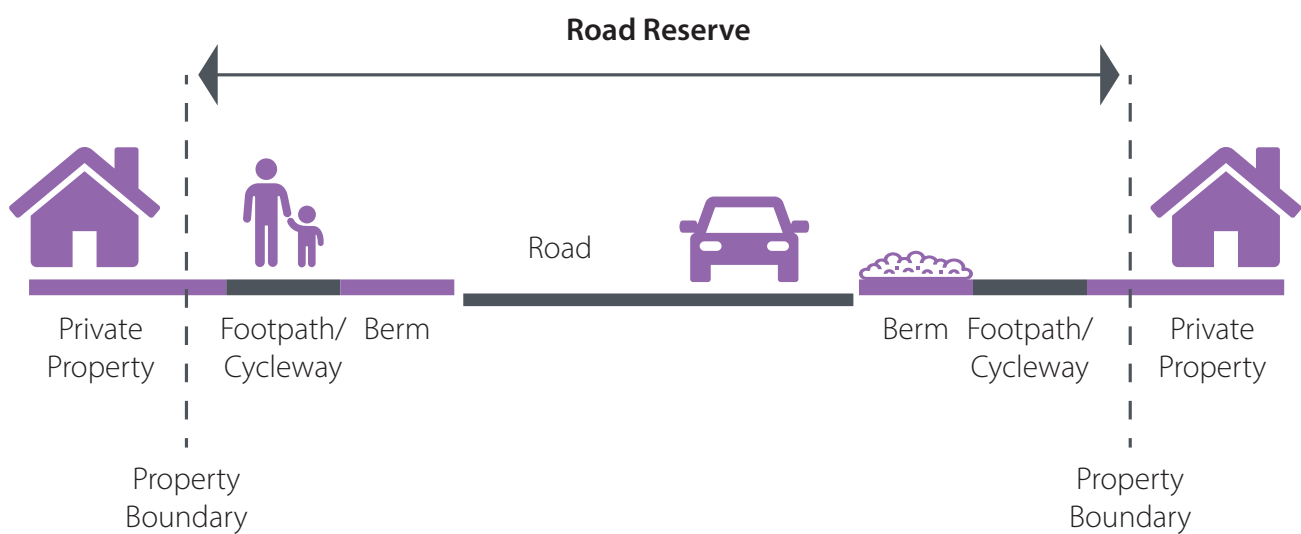 Road Reserve
Road
Private
Property
Footpath/
Cycleway
Berm
Berm
Footpath/
Cycleway
Private
Property
Property
Boundary
Property
Boundary